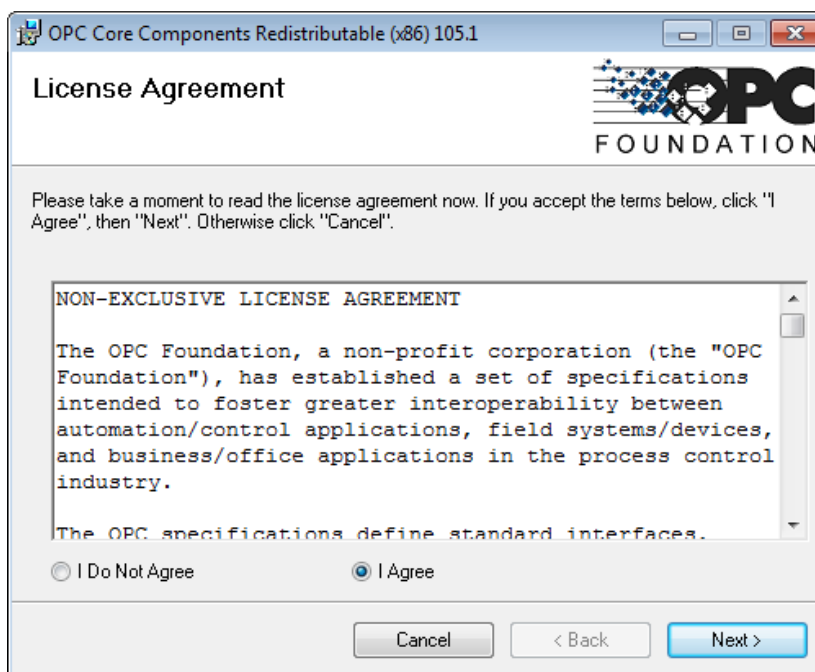 OPC Core Components Redistributable (x86) 105.1
License Agreement
OPC
FOUNDATION
Please take a moment to read the license agreement now. If you accept the terms below, click "I
Agree", then "Next". Otherwise click "Cancel".
NON-EXCLUSIVE LICENSE AGREEMENT
The OPC Foundation, a non-profit corporation (the "OPC
Foundation"), has established a set of specifications
intended to foster greater interoperability between
automation/control applications, field systems/devices,
and business/office applications in the process control
industry.
The OPC specifications define standard interfaces,
I Do Not Agree
I Agree
Cancel
< Back
Next >